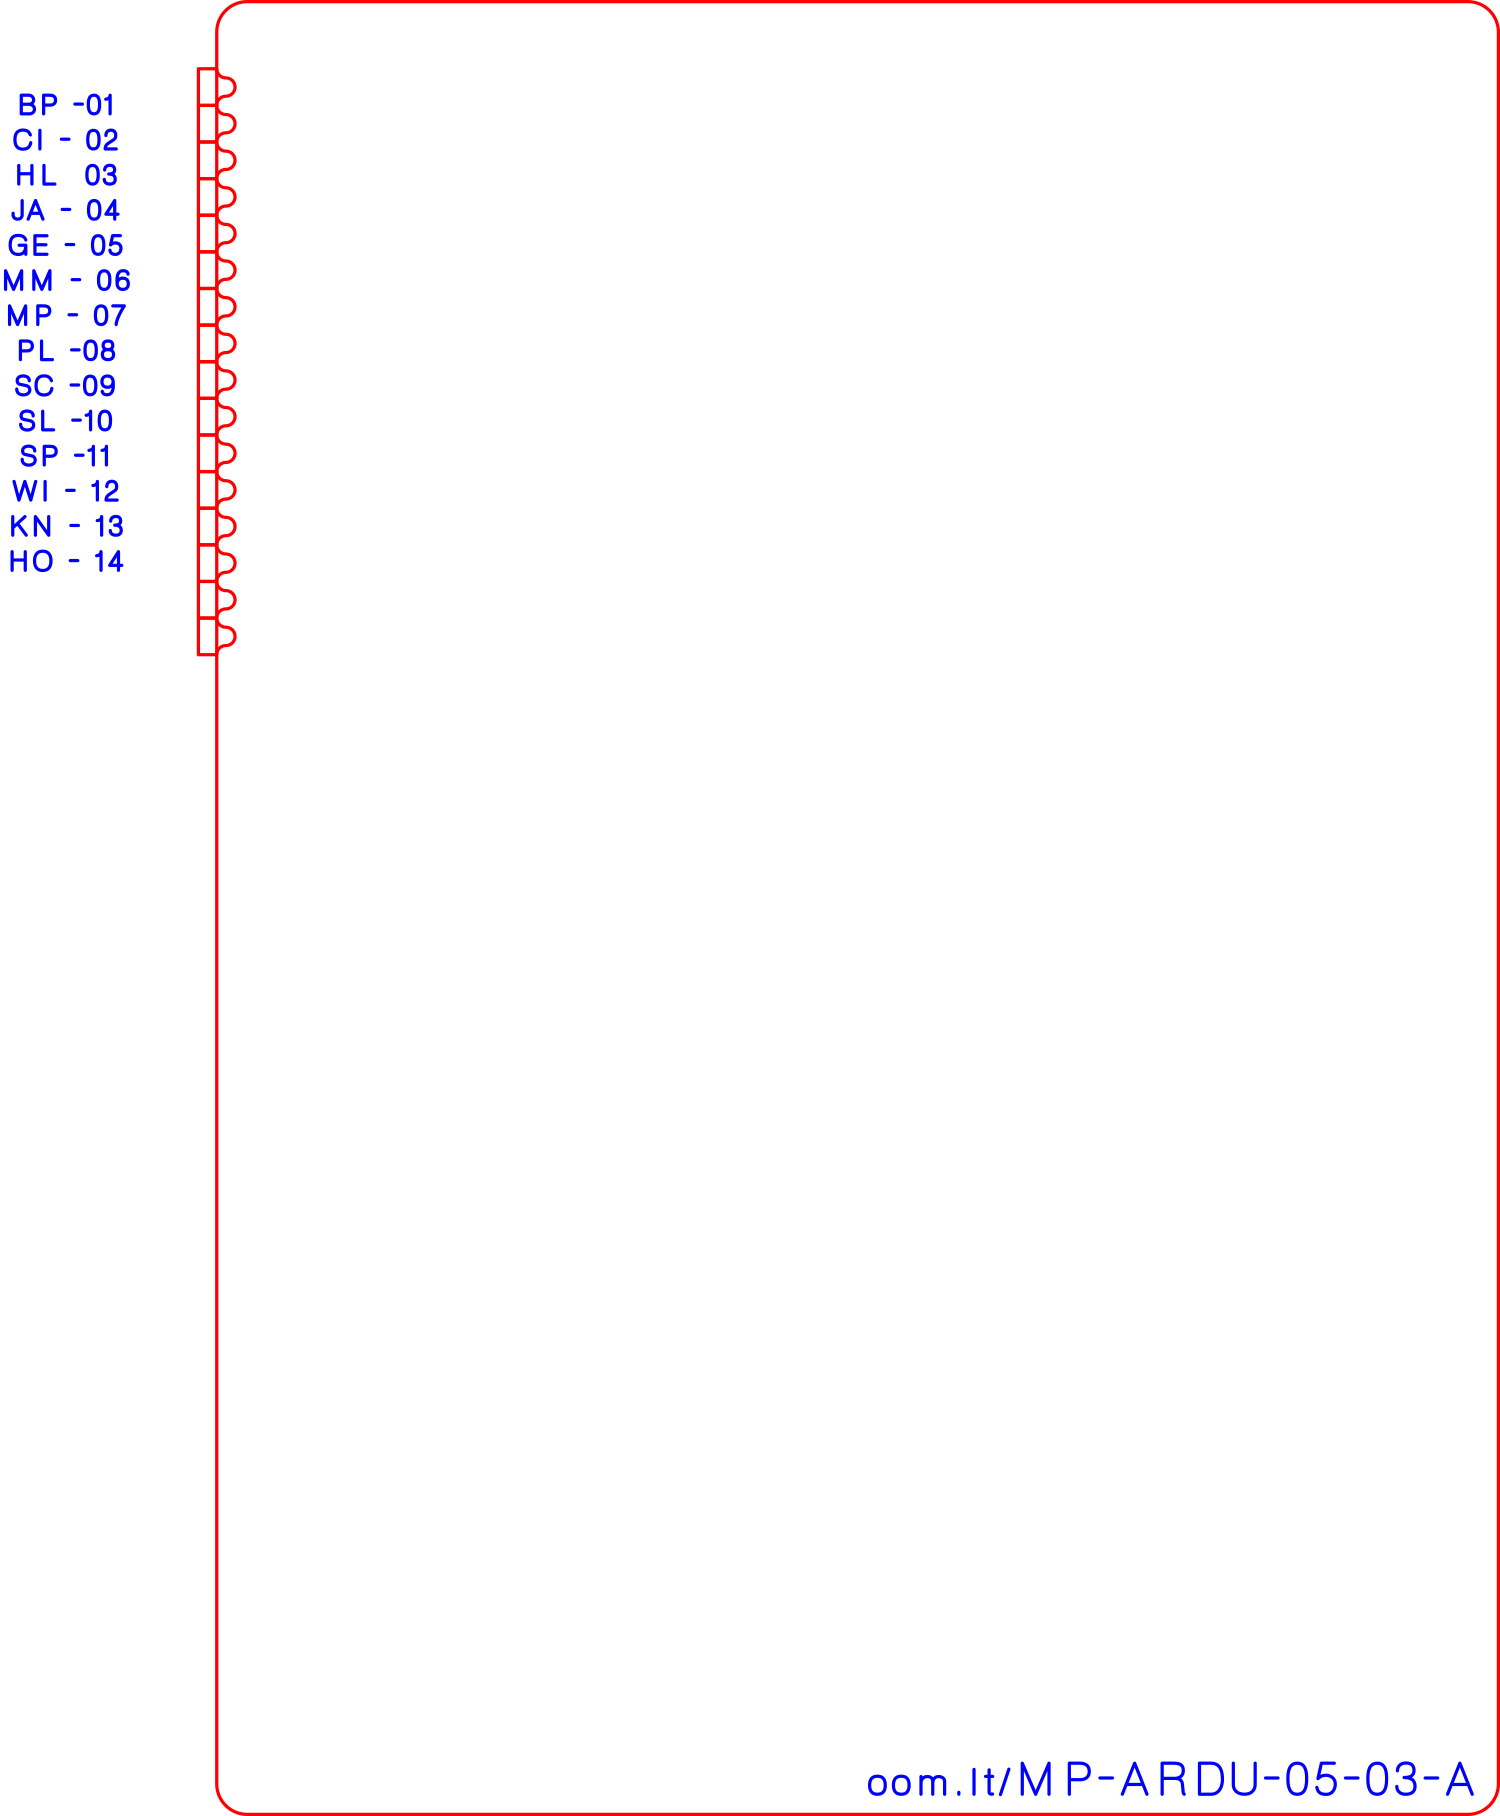 BP -01
CI - 02
HL  03
JA - 04
GE - 05
MM - 06
MP - 07
PL -08
SC -09
SL -10
SP -11
WI - 12
KN - 13
HO - 14
oom.lt/MP-ARDU-05-03-A